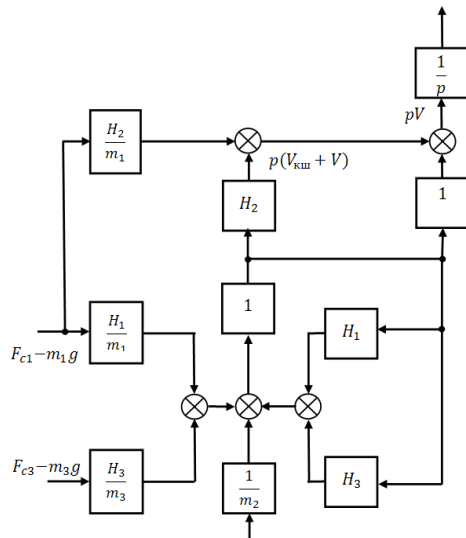 1
p
pV
H₂
m₁
p(Vкш + V)
H₂
1
1
H₁
m₁
H₁
F𝑐1−m₁g
F𝑐3−m₃g
H₃
m₃
1
m₂
H₃